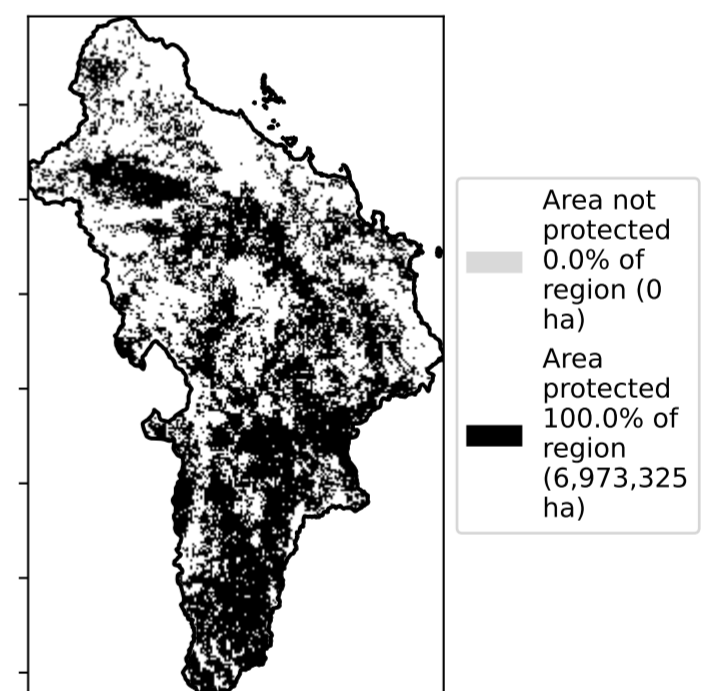 Area not
protected
0.0% of
region (0
ha)
Area
protected
100.0% of
region
(6,973,325
ha)